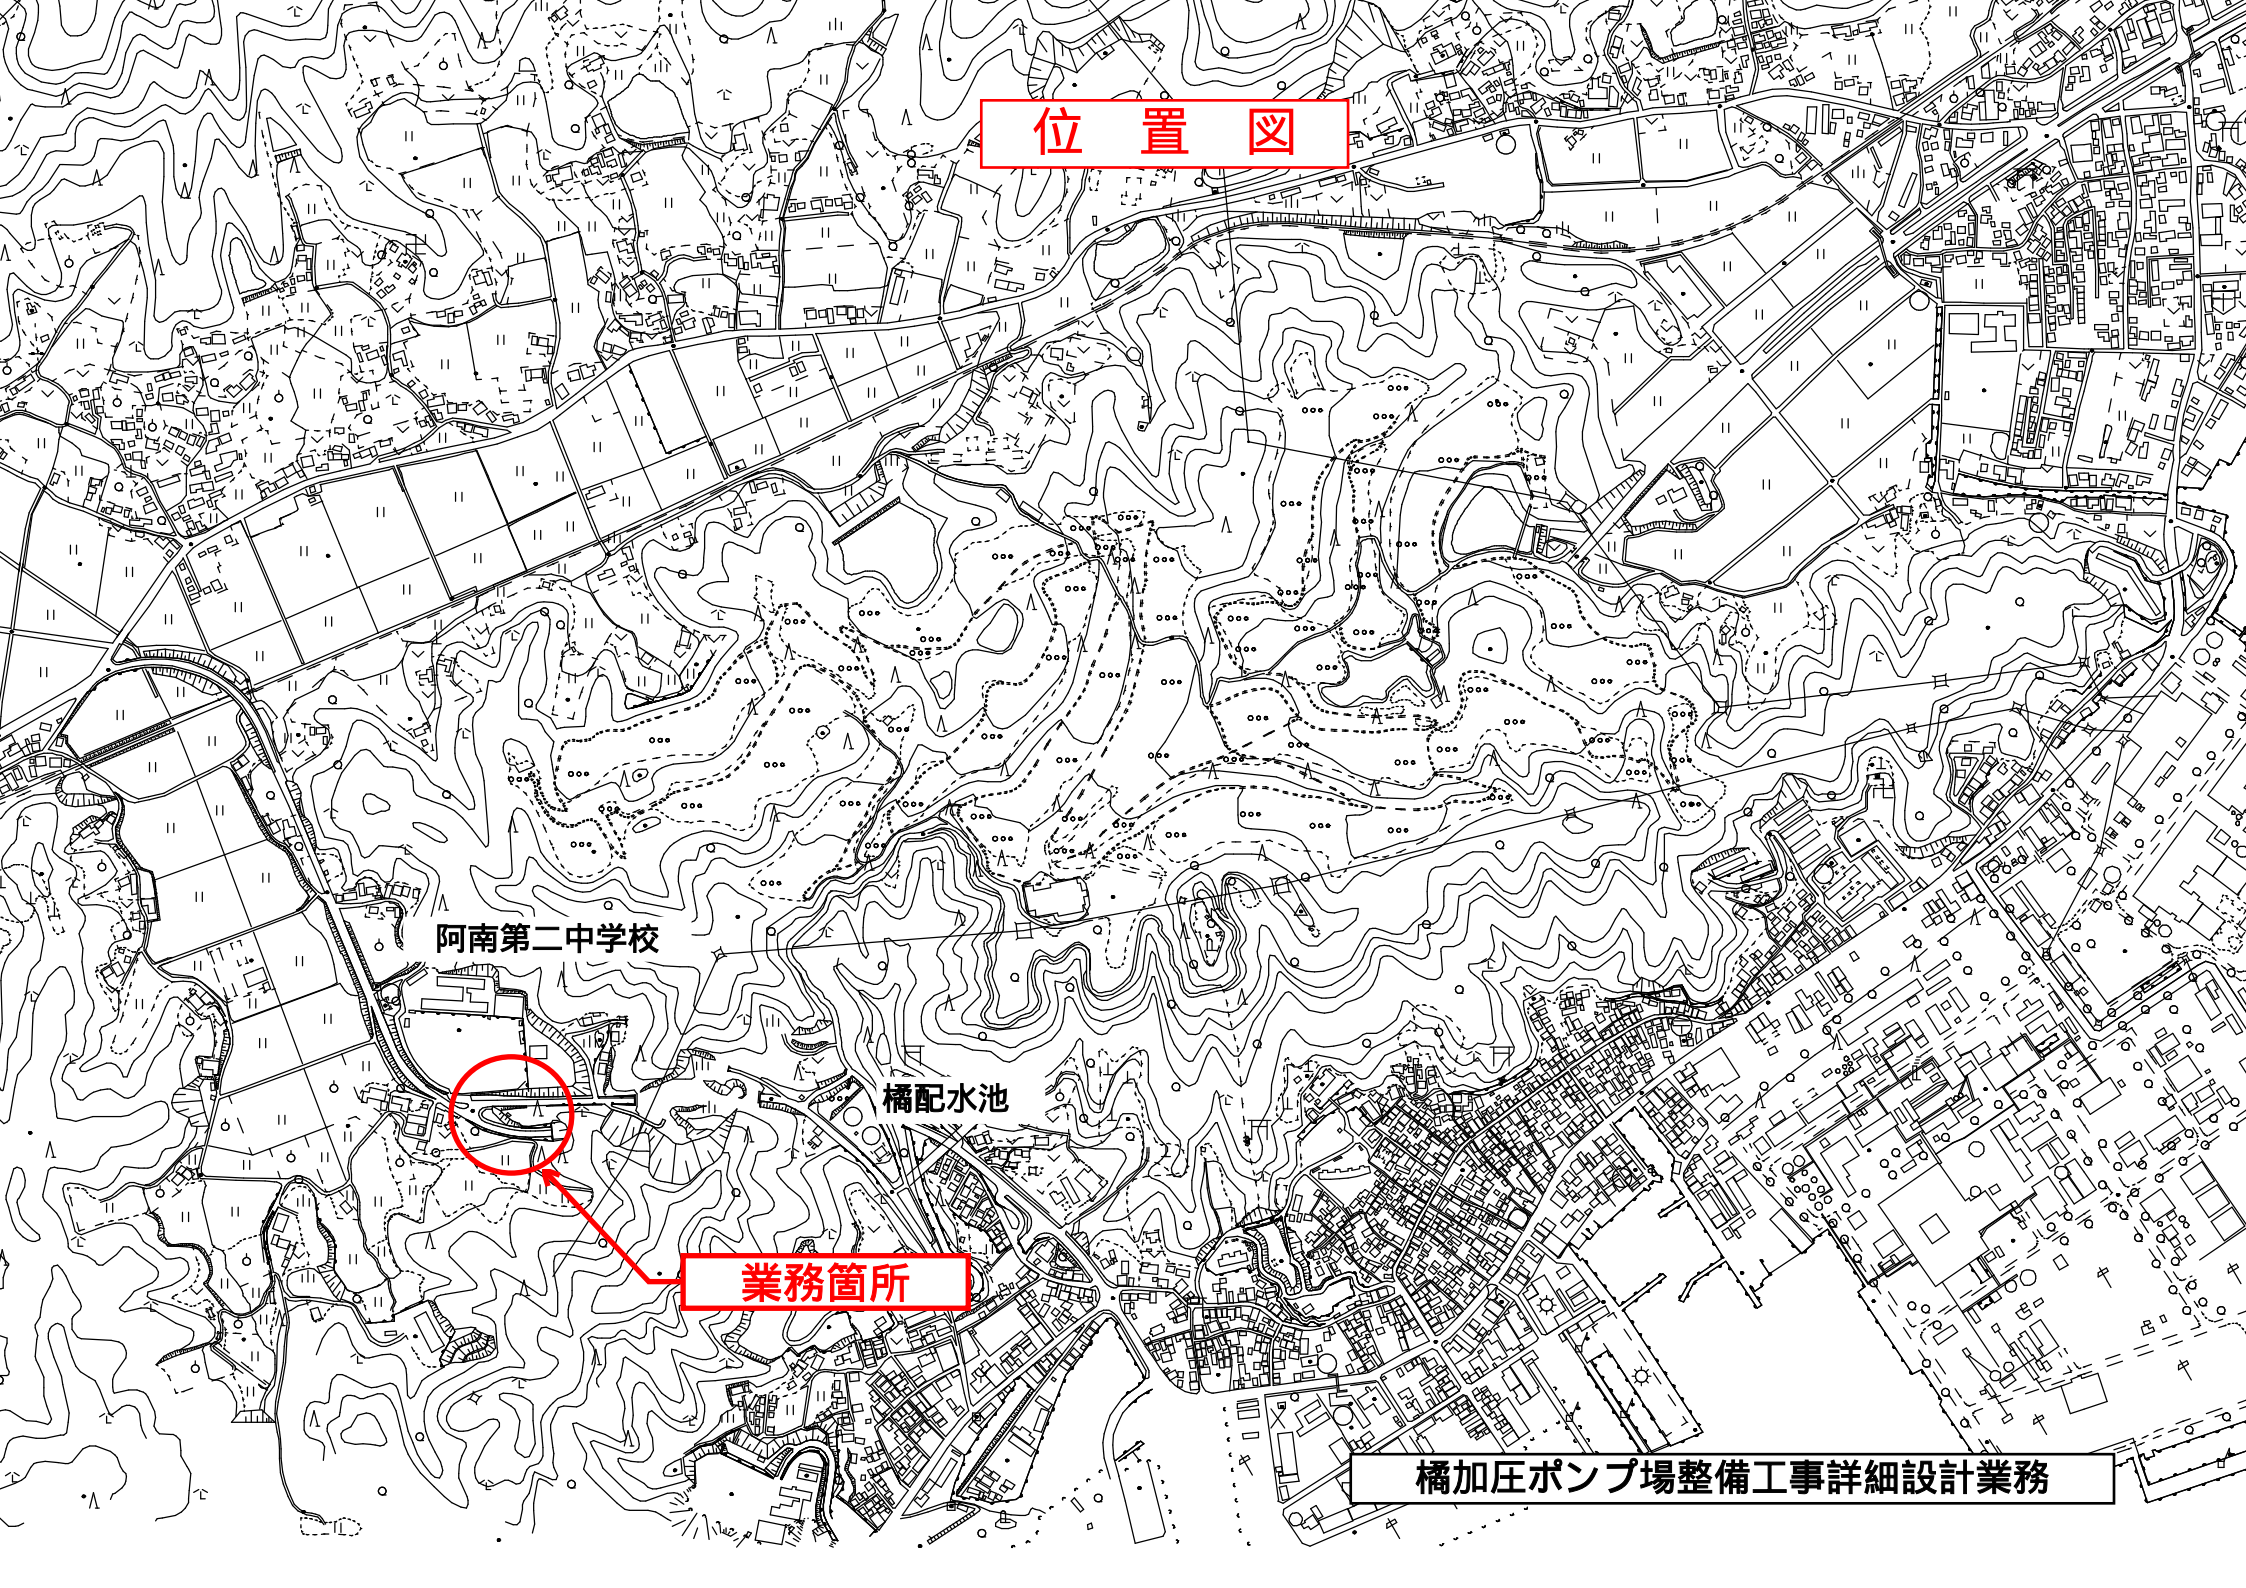 位 置 図
阿南第二中学校
橘配水池
業務箇所
橘加圧ポンプ場整備工事詳細設計業務